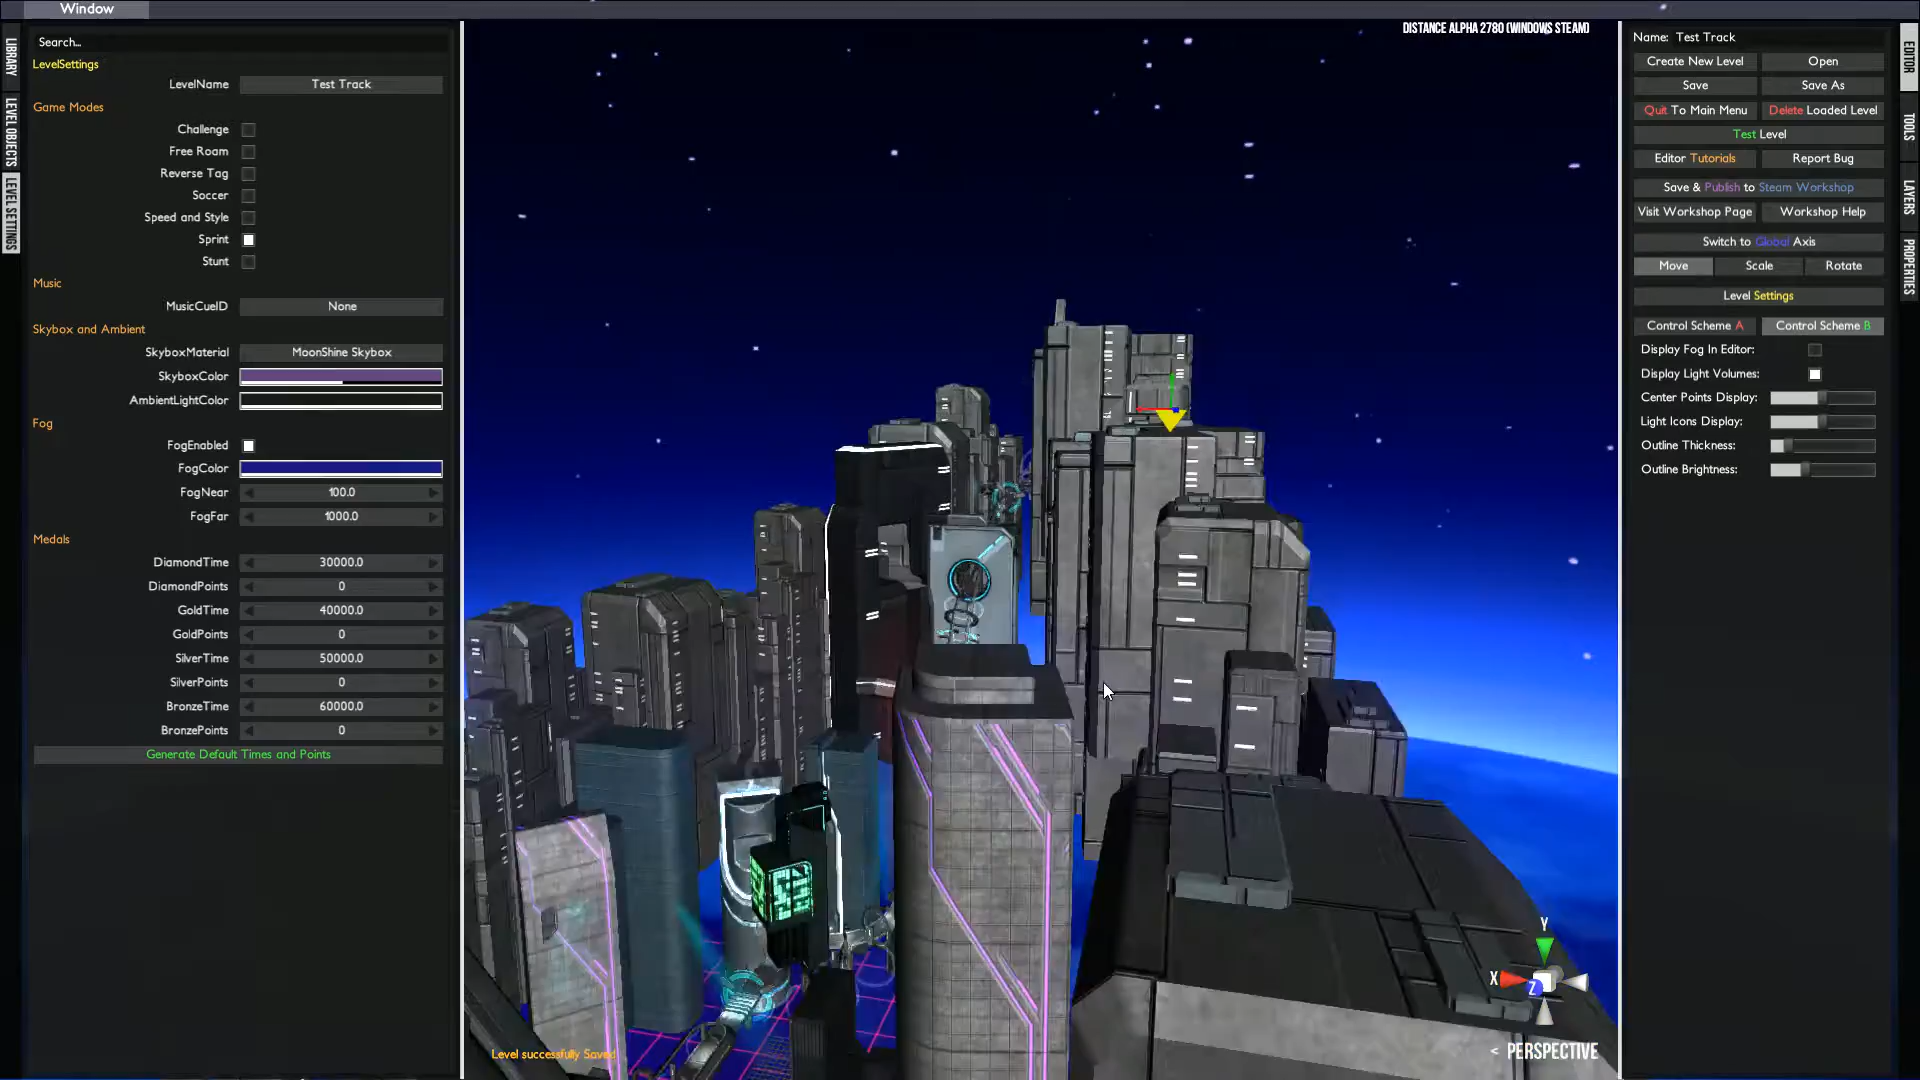 Window
LIBRARY
LEVEL OBJECTS
LEVEL SETTINGS
Search...
LevelSettings
LevelName Test Track
Game Modes
Challenge
Free Roam
Reverse Tag
Soccer
Speed and Style
Sprint
Stunt
Music
MusicCueID None
Skybox and Ambient
SkyboxMaterial MoonShine Skybox
SkyboxColor
AmbientLightColor
Fog
FogEnabled
FogColor
FogNear 100.0
FogFar 1000.0
Medals
DiamondTime 30000.0
DiamondPoints 0
GoldTime 40000.0
GoldPoints 0
SilverTime 50000.0
SilverPoints 0
BronzeTime 60000.0
BronzePoints 0
Generate Default Times and Points
DISTANCE ALPHA 2780 (WINDOWS STEAM)
Level successfully Saved
Y
X
Z
< PERSPECTIVE
Name: Test Track
Create New Level Open
Save Save As
Quit To Main Menu Delete Loaded Level
Test Level
Editor Tutorials Report Bug
Save & Publish to Steam Workshop
Visit Workshop Page Workshop Help
Switch to Global Axis
Move Scale Rotate
Level Settings
Control Scheme A Control Scheme B
Display Fog In Editor:
Display Light Volumes:
Center Points Display:
Light Icons Display:
Outline Thickness:
Outline Brightness:
EDITOR
TOOLS
LAYERS
PROPERTIES